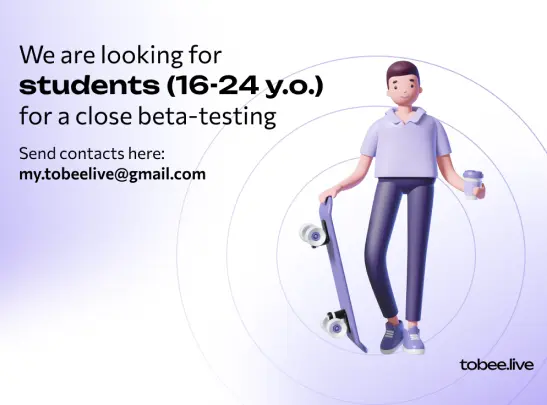 We are looking for
students (16-24 y.o.)
for a close beta-testing
Send contacts here:
my.tobeelive@gmail.com
tobee.live